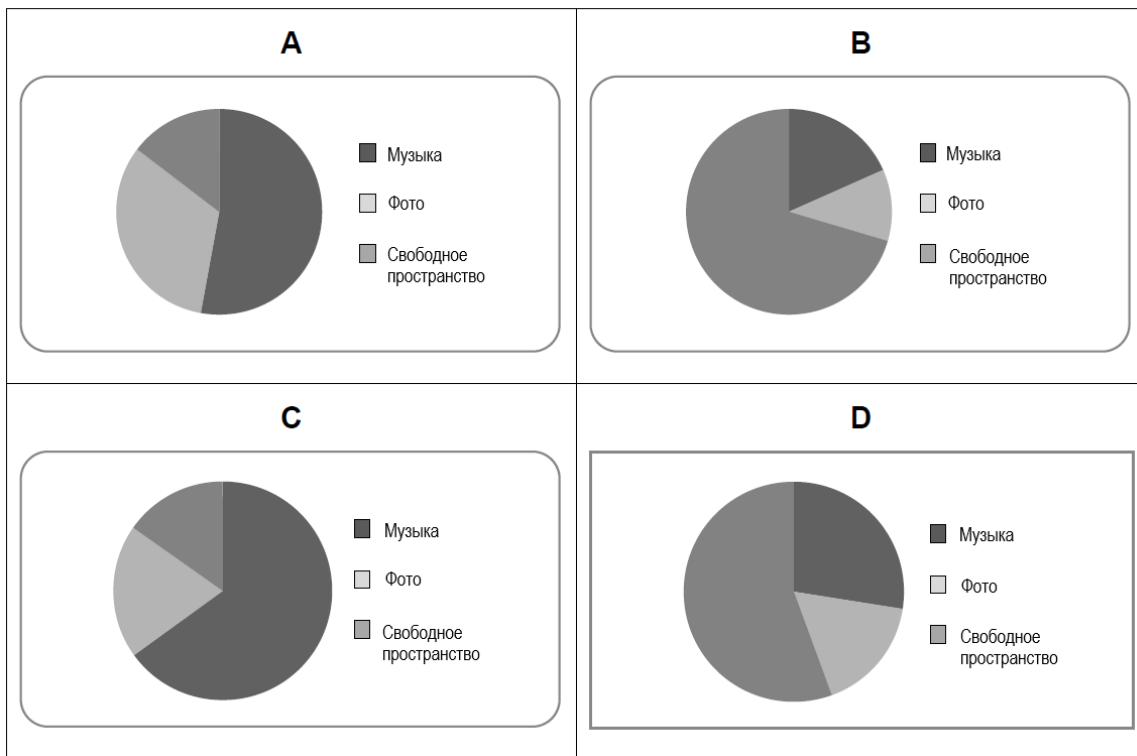 A
Музыка
Фото
Свободное
пространство
B
Музыка
Фото
Свободное
пространство
C
Музыка
Фото
Свободное
пространство
D
Музыка
Фото
Свободное
пространство